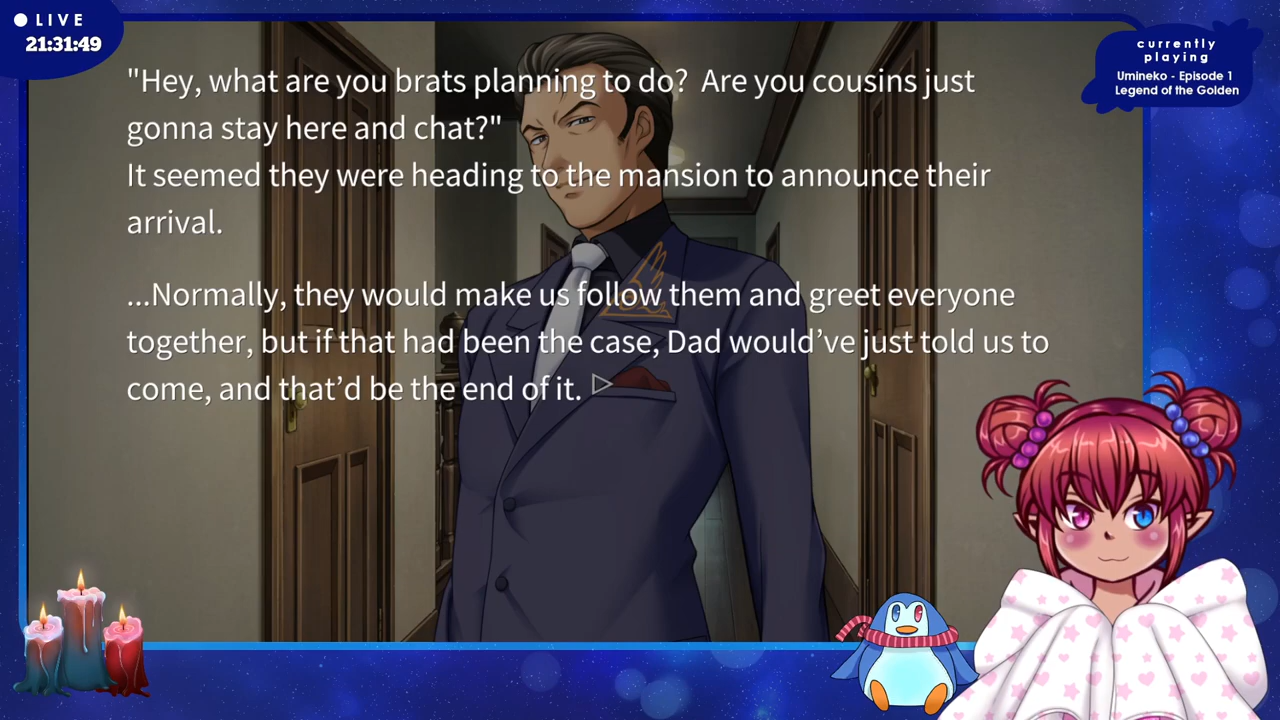 LIVE
21:31:49
currently
playing
Umineko - Episode 1
Legend of the Golden
"Hey, what are you brats planning to do?  Are you cousins just
gonna stay here and chat?"
It seemed they were heading to the mansion to announce their
arrival.
...Normally, they would make us follow them and greet everyone
together, but if that had been the case, Dad would’ve just told us to
come, and that’d be the end of it.